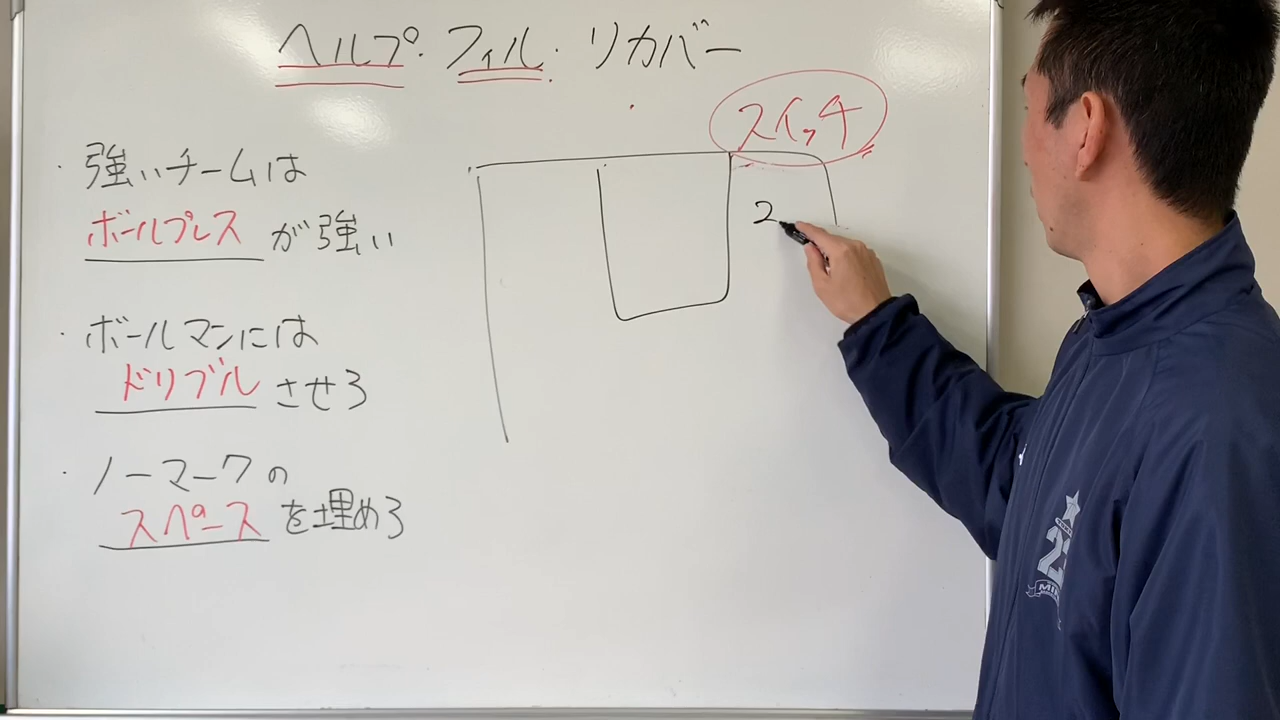 ヘルプ・フィル・リカバー
スイッチ
・強いチームは
ボールプレス が強い
・ボールマンには
ドリブル させろ
・ノーマークの
スペース を埋めろ
2